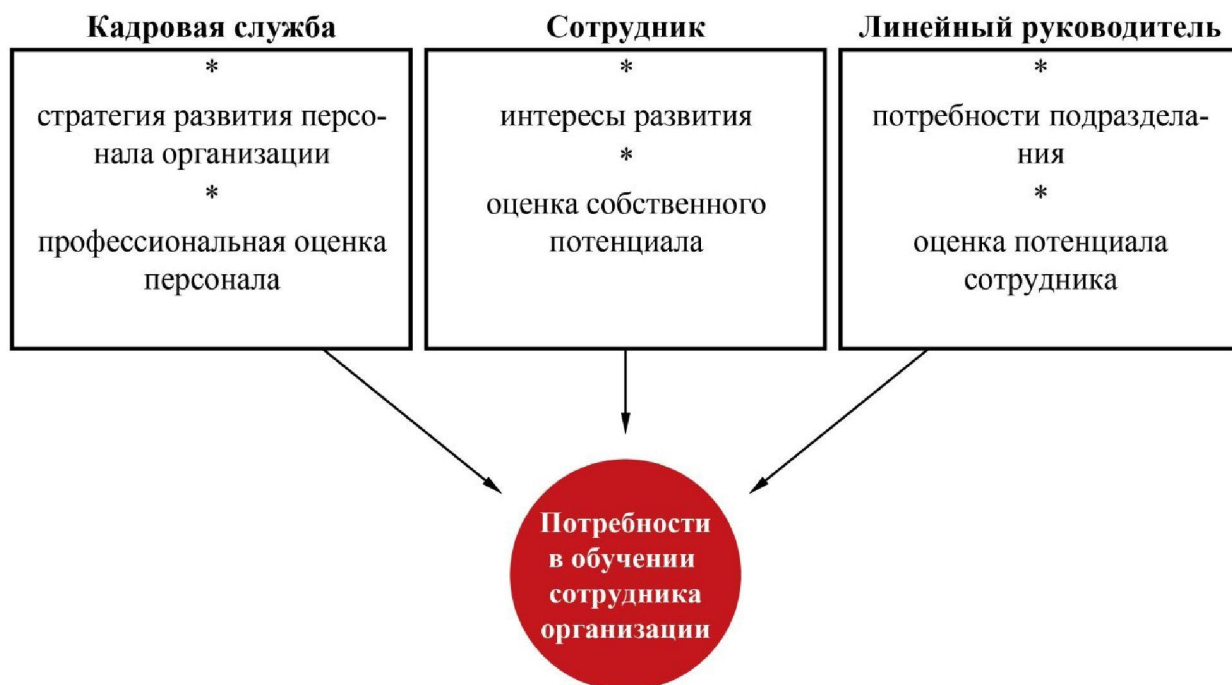 Кадровая служба
*
стратегия развития персо-
нала организации
*
профессиональная оценка
персонала
Сотрудник
*
интересы развития
*
оценка собственного
потенциала
Линейный руководитель
*
потребности подразделa-
ния
*
оценка потенциала
сотрудника
Потребности
в обучении
сотрудника
организации